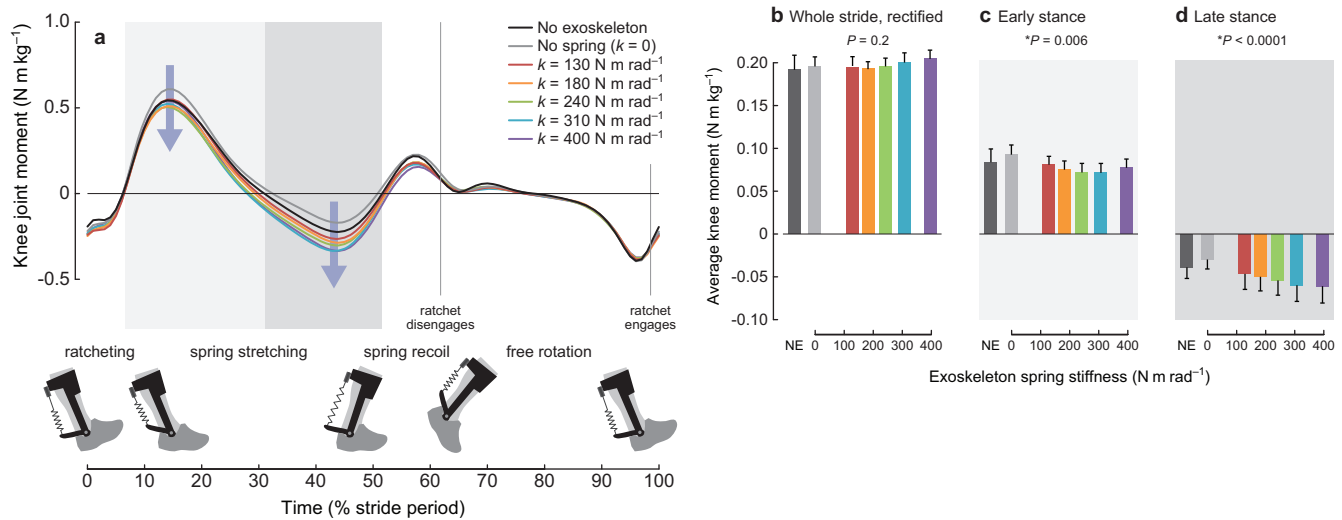 a
Knee joint moment (N m kg⁻¹)
1.0
0.5
0
-0.5
No exoskeleton
No spring (k = 0)
k = 130 N m rad⁻¹
k = 180 N m rad⁻¹
k = 240 N m rad⁻¹
k = 310 N m rad⁻¹
k = 400 N m rad⁻¹
ratchet
disengages
ratchet
engages
ratcheting
spring stretching
spring recoil
free rotation
0 10 20 30 40 50 60 70 80 90 100
Time (% stride period)
b Whole stride, rectified
P = 0.2
Average knee moment (N m kg⁻¹)
0.20
0.15
0.10
0.05
0
-0.05
-0.10
NE 0 100 200 300 400
c Early stance
*P = 0.006
NE 0 100 200 300 400
d Late stance
*P < 0.0001
NE 0 100 200 300 400
Exoskeleton spring stiffness (N m rad⁻¹)